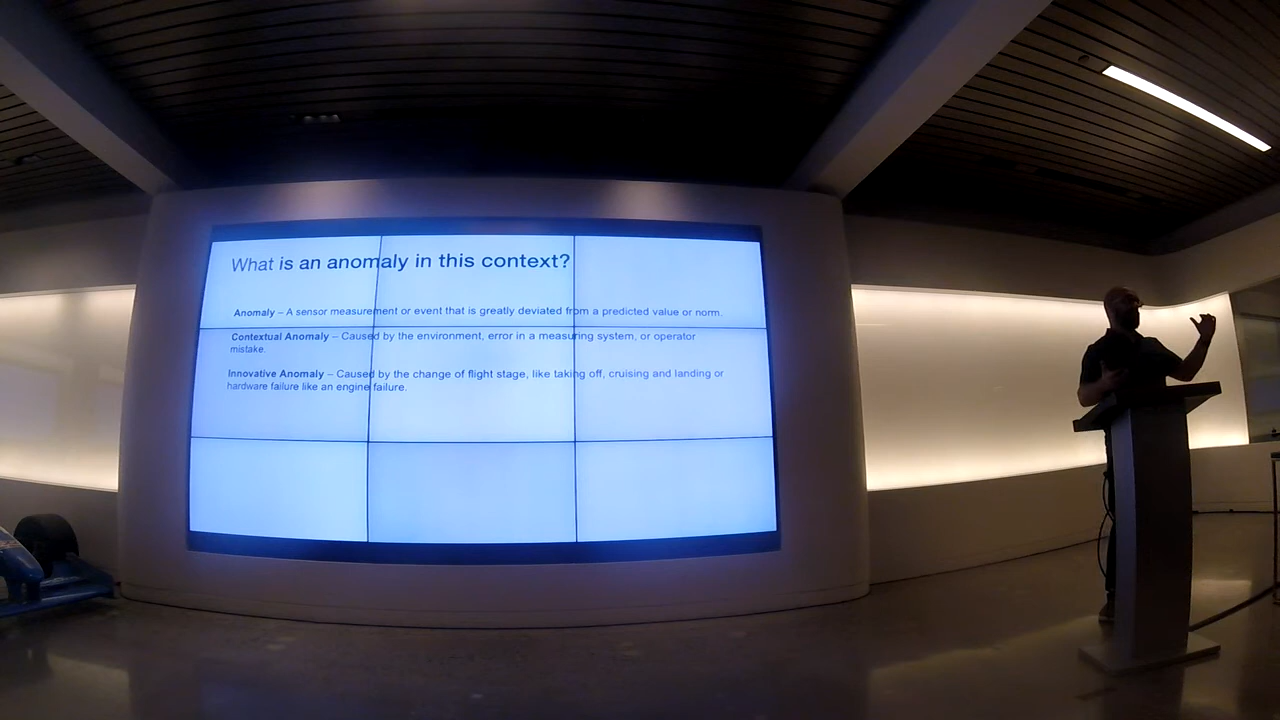 What is an anomaly in this context?
Anomaly – A sensor measurement or event that is greatly deviated from a predicted value or norm.
Contextual Anomaly – Caused by the environment, error in a measuring system, or operator
mistake.
Innovative Anomaly – Caused by the change of flight stage, like taking off, cruising and landing or
hardware failure like an engine failure.